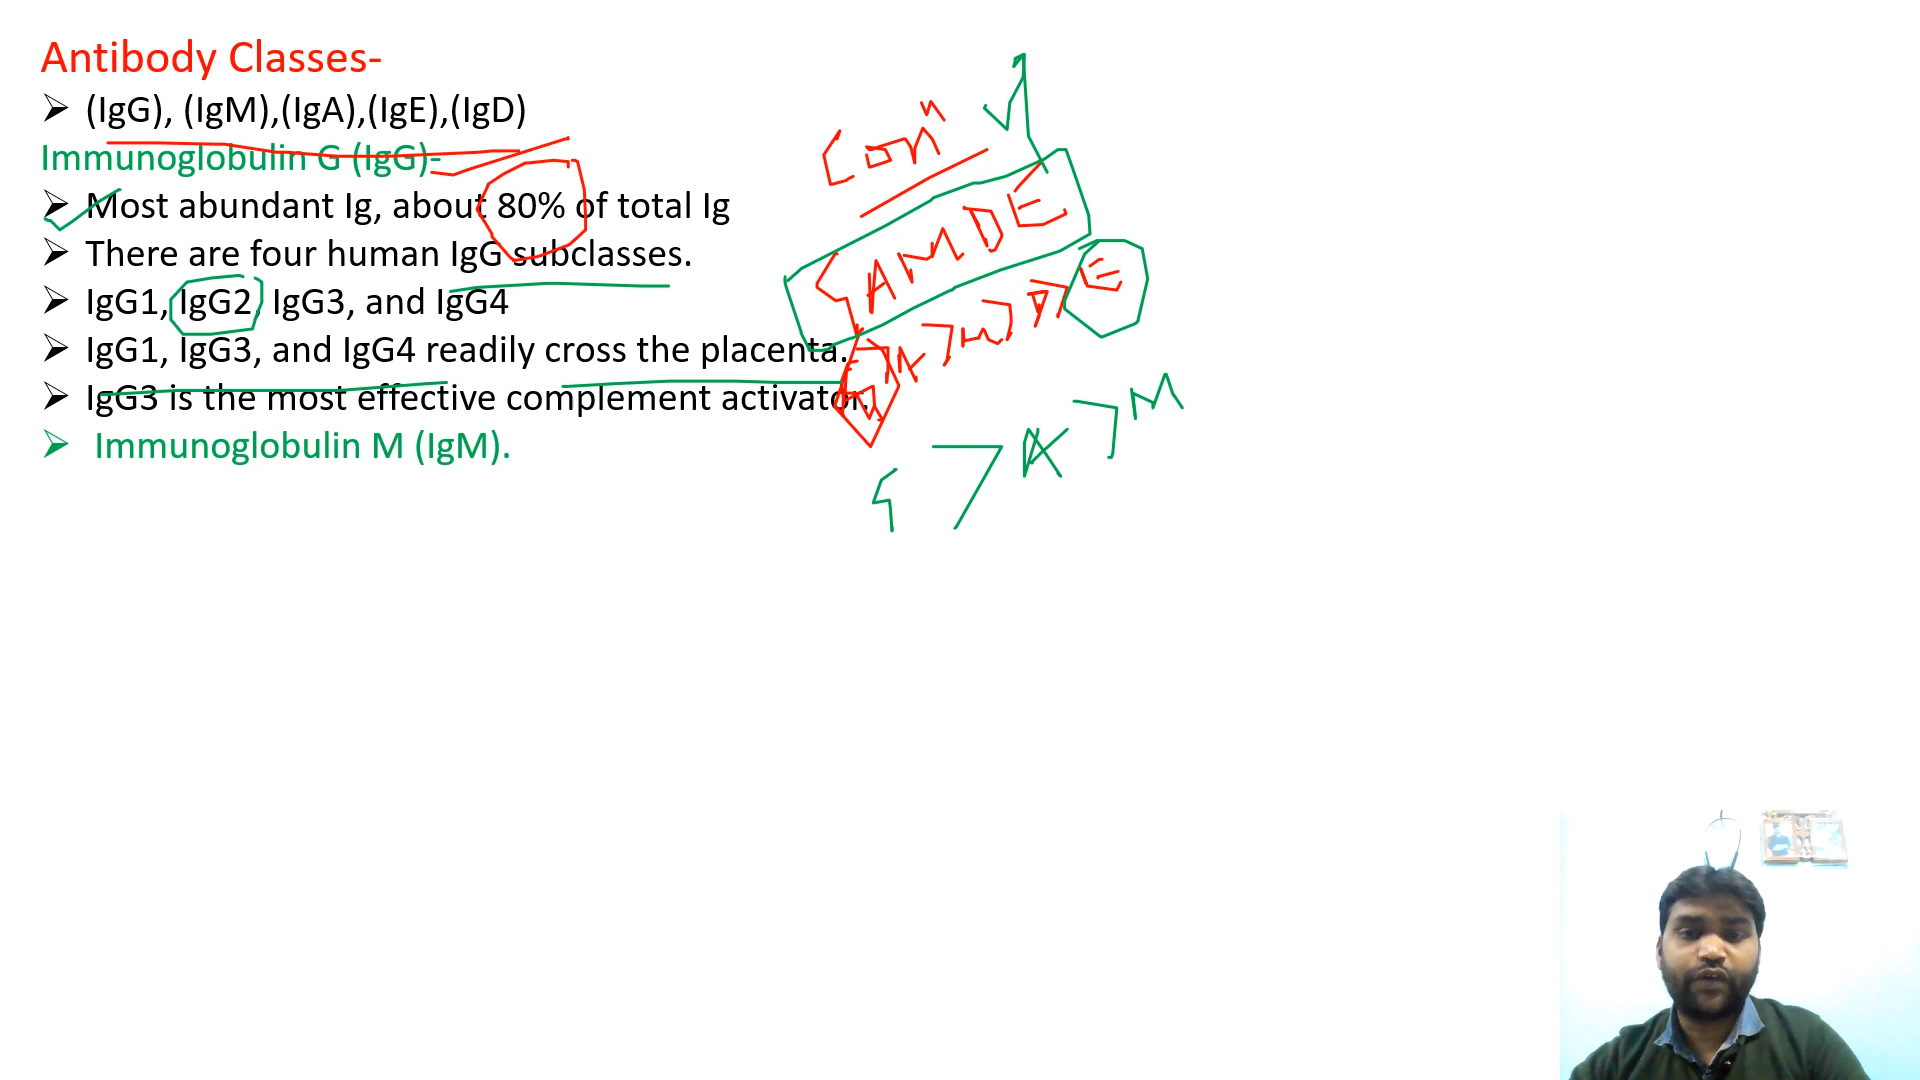 Antibody Classes-
➢ (IgG), (IgM),(IgA),(IgE),(IgD)
Immunoglobulin G (IgG)-
➢ Most abundant Ig, about 80% of total Ig
➢ There are four human IgG subclasses.
➢ IgG1, IgG2, IgG3, and IgG4
➢ IgG1, IgG3, and IgG4 readily cross the placenta.
➢ IgG3 is the most effective complement activator.
➢ Immunoglobulin M (IgM).
Conⁿ
GAMDE
G > A > M > D > E
G > A > M